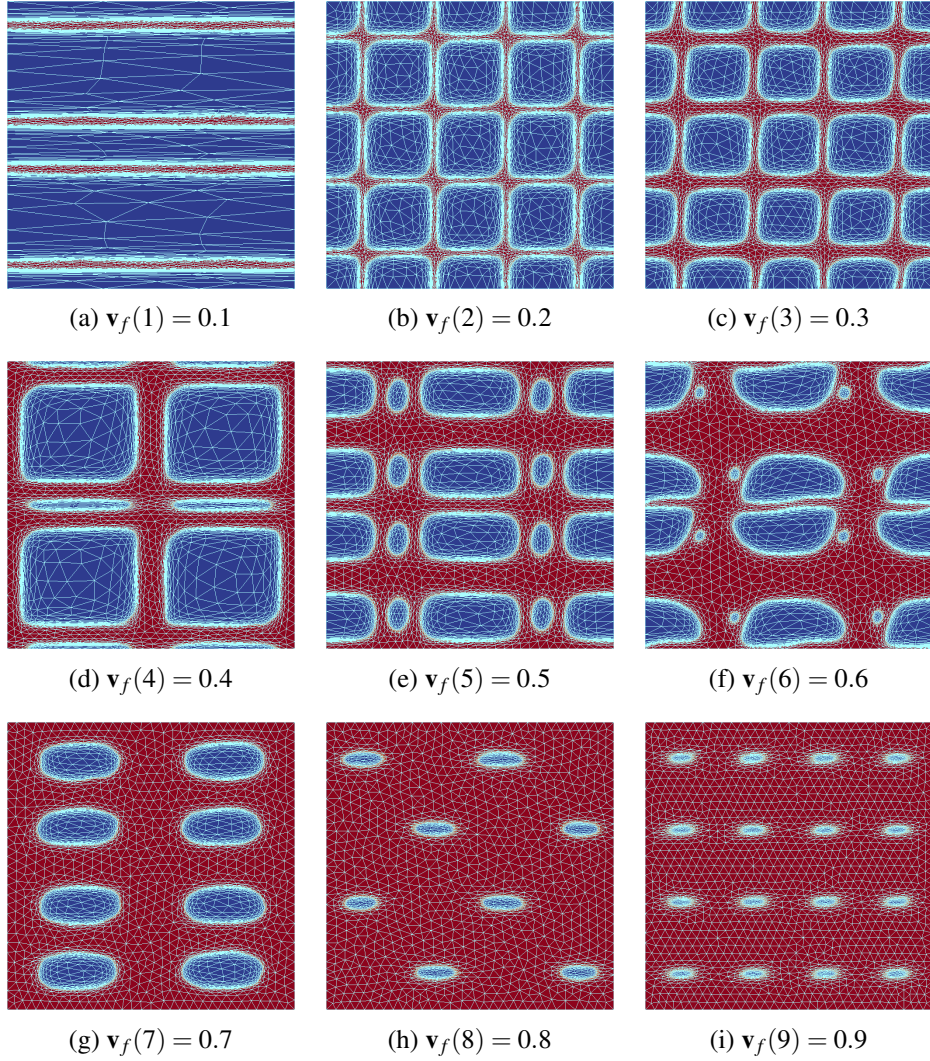 (a) v_f(1) = 0.1
(b) v_f(2) = 0.2
(c) v_f(3) = 0.3
(d) v_f(4) = 0.4
(e) v_f(5) = 0.5
(f) v_f(6) = 0.6
(g) v_f(7) = 0.7
(h) v_f(8) = 0.8
(i) v_f(9) = 0.9